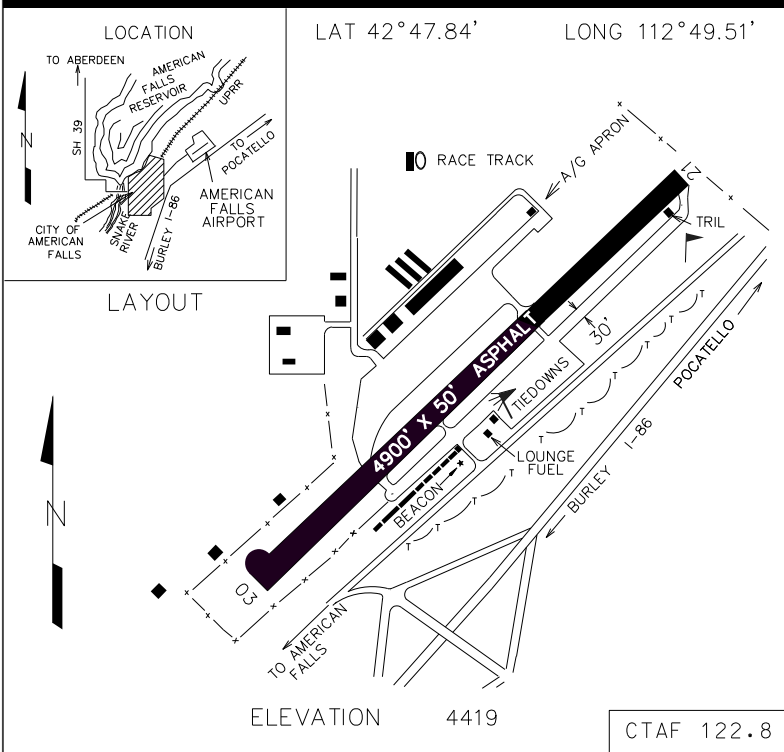 LOCATION
TO ABERDEEN
AMERICAN
FALLS
RESERVOIR
UPRR
SH 39
N
TO
POCATELLO
AMERICAN
FALLS
AIRPORT
CITY OF
AMERICAN
FALLS
SNAKE
RIVER
BURLEY I-86
LAT 42°47.84' LONG 112°49.51'
RACE TRACK
A/G APRON
21
TRIL
LAYOUT
4900' X 50' ASPHALT
30'
TIEDOWNS
POCATELLO
LOUNGE
FUEL
BEACON
BURLEY I-86
N
03
TO AMERICAN
FALLS
T T T T T T T T T
ELEVATION 4419
CTAF 122.8